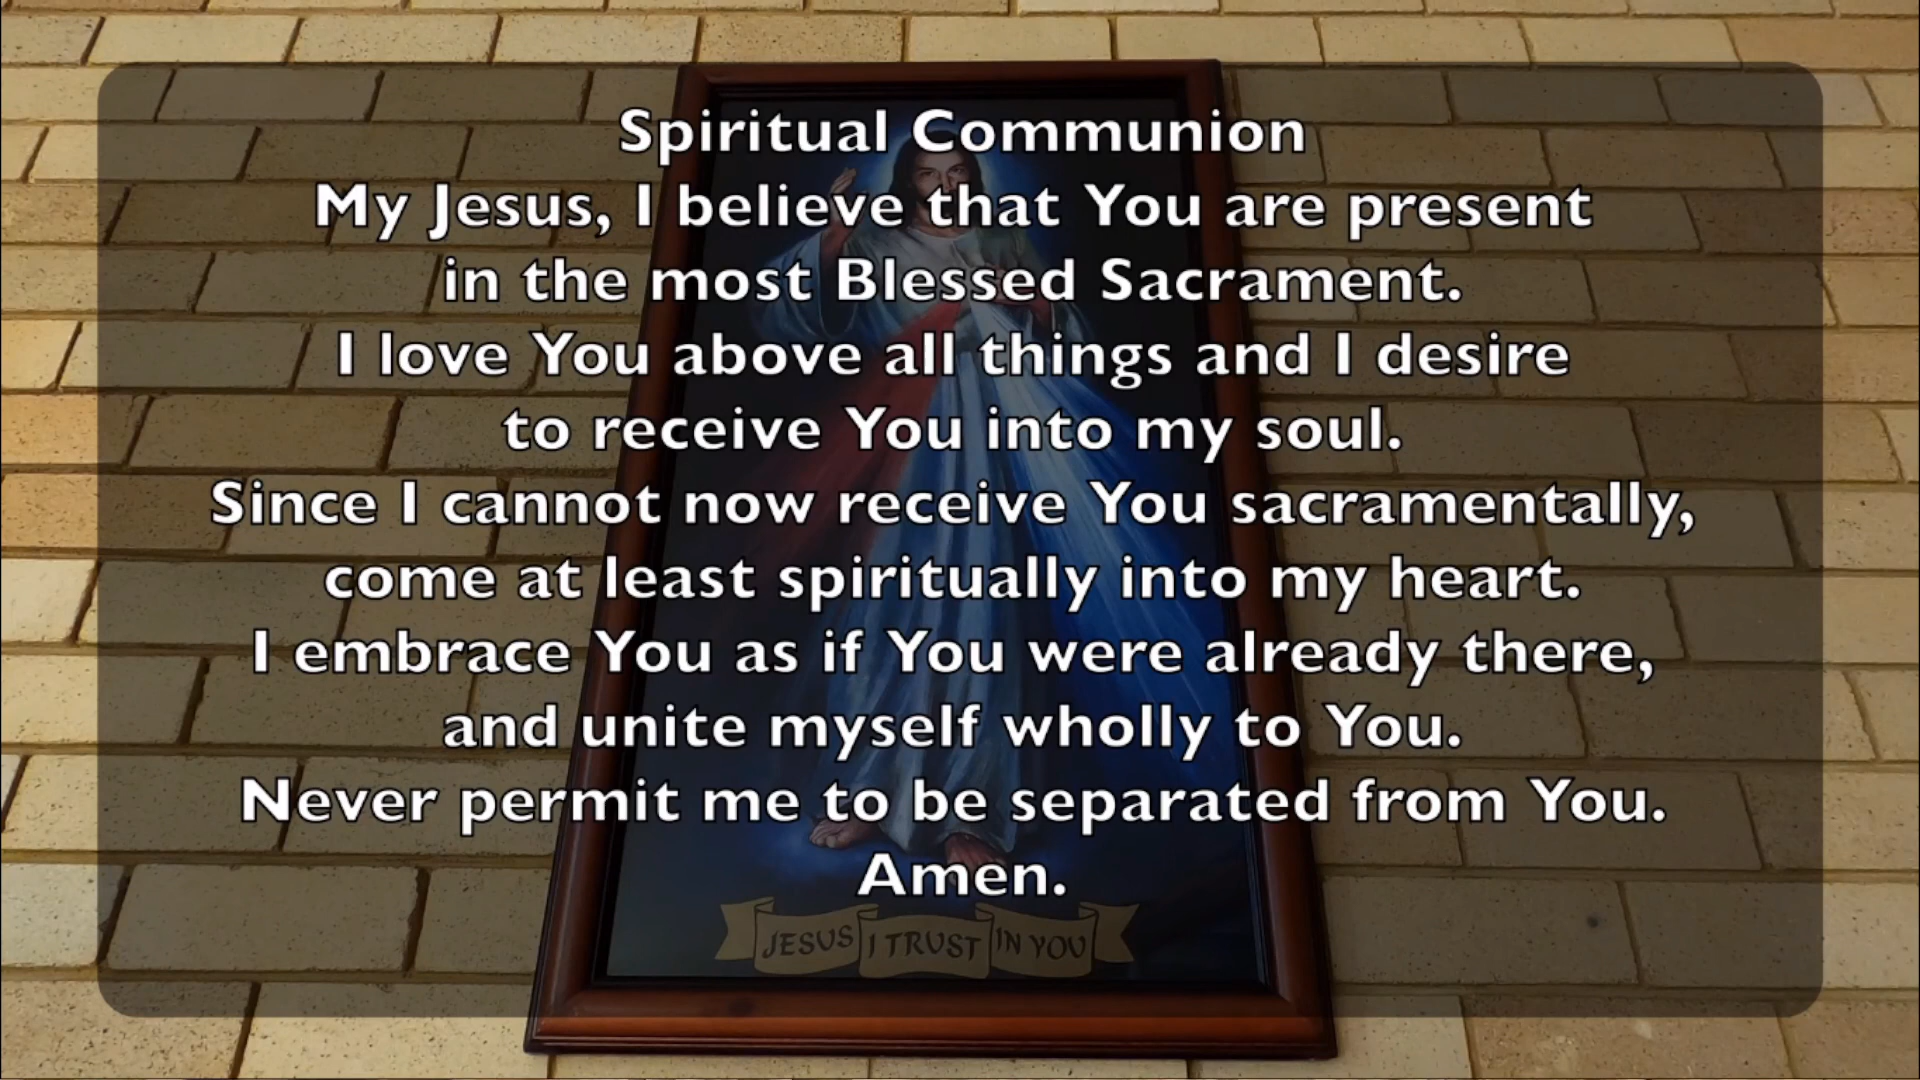 Spiritual Communion
My Jesus, I believe that You are present
in the most Blessed Sacrament.
I love You above all things and I desire
to receive You into my soul.
Since I cannot now receive You sacramentally,
come at least spiritually into my heart.
I embrace You as if You were already there,
and unite myself wholly to You.
Never permit me to be separated from You.
Amen.
JESUS I TRUST IN YOU